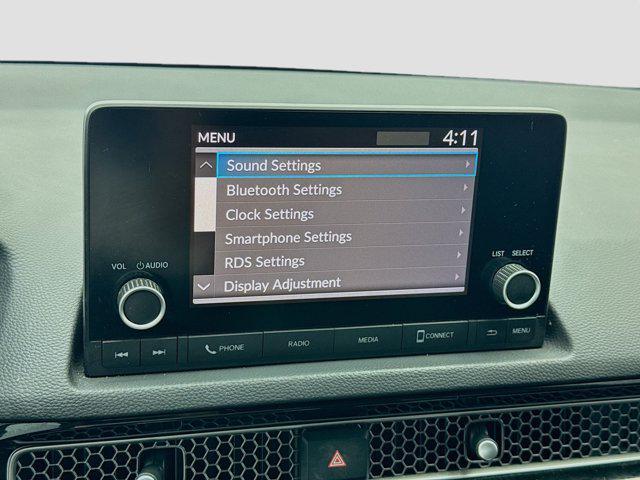 MENU 4:11
Sound Settings
Bluetooth Settings
Clock Settings
Smartphone Settings
RDS Settings
Display Adjustment
VOL AUDIO
LIST SELECT
PHONE RADIO MEDIA CONNECT MENU